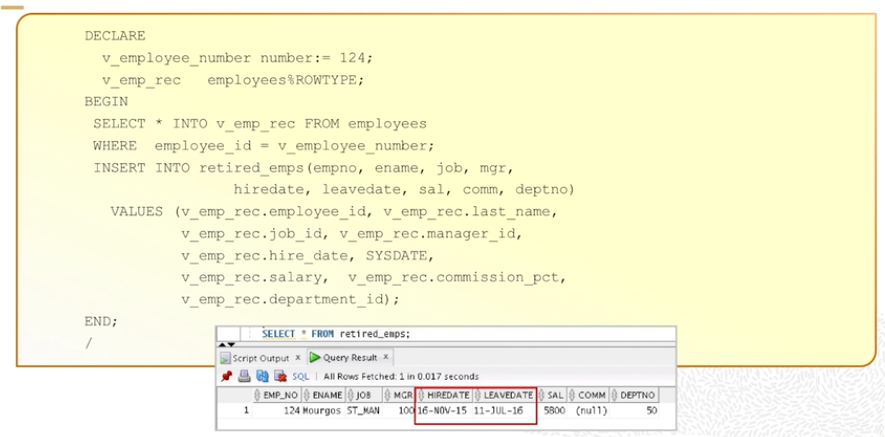 DECLARE
v_employee_number number:= 124;
v_emp_rec employees%ROWTYPE;
BEGIN
SELECT * INTO v_emp_rec FROM employees
WHERE employee_id = v_employee_number;
INSERT INTO retired_emps(empno, ename, job, mgr,
hiredate, leavedate, sal, comm, deptno)
VALUES (v_emp_rec.employee_id, v_emp_rec.last_name,
v_emp_rec.job_id, v_emp_rec.manager_id,
v_emp_rec.hire_date, SYSDATE,
v_emp_rec.salary, v_emp_rec.commission_pct,
v_emp_rec.department_id);
END;
/
SELECT * FROM retired_emps;
Script Output x Query Result x
SQL | All Rows Fetched: 1 in 0.017 seconds
EMP_NO ENAME JOB MGR HIREDATE LEAVEDATE SAL COMM DEPTNO
1 124 Mourgos ST_MAN 100 16-NOV-15 11-JUL-16 5800 (null) 50